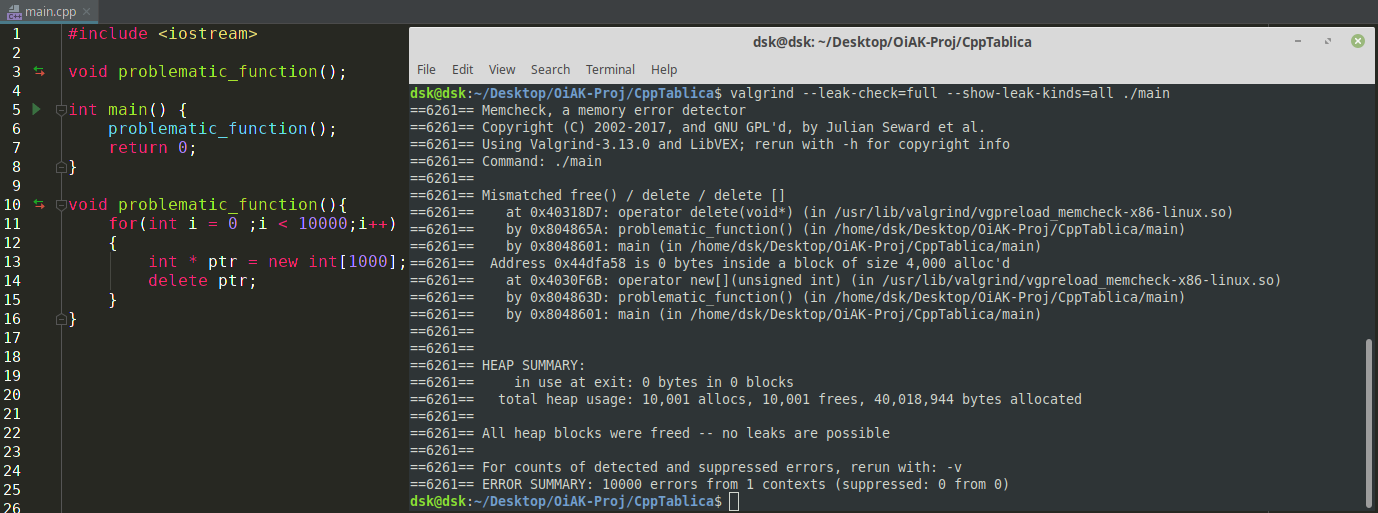 main.cpp
1 #include <iostream>
2
3 void problematic_function();
4
5 int main() {
6     problematic_function();
7     return 0;
8 }
9
10 void problematic_function(){
11     for(int i = 0 ;i < 10000;i++)
12     {
13         int * ptr = new int[1000];
14         delete ptr;
15     }
16 }
17
18
19
20
21
22
23
24
25
26
dsk@dsk: ~/Desktop/OiAK-Proj/CppTablica
File Edit View Search Terminal Help
dsk@dsk:~/Desktop/OiAK-Proj/CppTablica$ valgrind --leak-check=full --show-leak-kinds=all ./main
==6261== Memcheck, a memory error detector
==6261== Copyright (C) 2002-2017, and GNU GPL'd, by Julian Seward et al.
==6261== Using Valgrind-3.13.0 and LibVEX; rerun with -h for copyright info
==6261== Command: ./main
==6261==
==6261== Mismatched free() / delete / delete []
==6261==    at 0x40318D7: operator delete(void*) (in /usr/lib/valgrind/vgpreload_memcheck-x86-linux.so)
==6261==    by 0x804865A: problematic_function() (in /home/dsk/Desktop/OiAK-Proj/CppTablica/main)
==6261==    by 0x8048601: main (in /home/dsk/Desktop/OiAK-Proj/CppTablica/main)
==6261==  Address 0x44dfa58 is 0 bytes inside a block of size 4,000 alloc'd
==6261==    at 0x4030F6B: operator new[](unsigned int) (in /usr/lib/valgrind/vgpreload_memcheck-x86-linux.so)
==6261==    by 0x804863D: problematic_function() (in /home/dsk/Desktop/OiAK-Proj/CppTablica/main)
==6261==    by 0x8048601: main (in /home/dsk/Desktop/OiAK-Proj/CppTablica/main)
==6261==
==6261==
==6261== HEAP SUMMARY:
==6261==     in use at exit: 0 bytes in 0 blocks
==6261==   total heap usage: 10,001 allocs, 10,001 frees, 40,018,944 bytes allocated
==6261==
==6261== All heap blocks were freed -- no leaks are possible
==6261==
==6261== For counts of detected and suppressed errors, rerun with: -v
==6261== ERROR SUMMARY: 10000 errors from 1 contexts (suppressed: 0 from 0)
dsk@dsk:~/Desktop/OiAK-Proj/CppTablica$